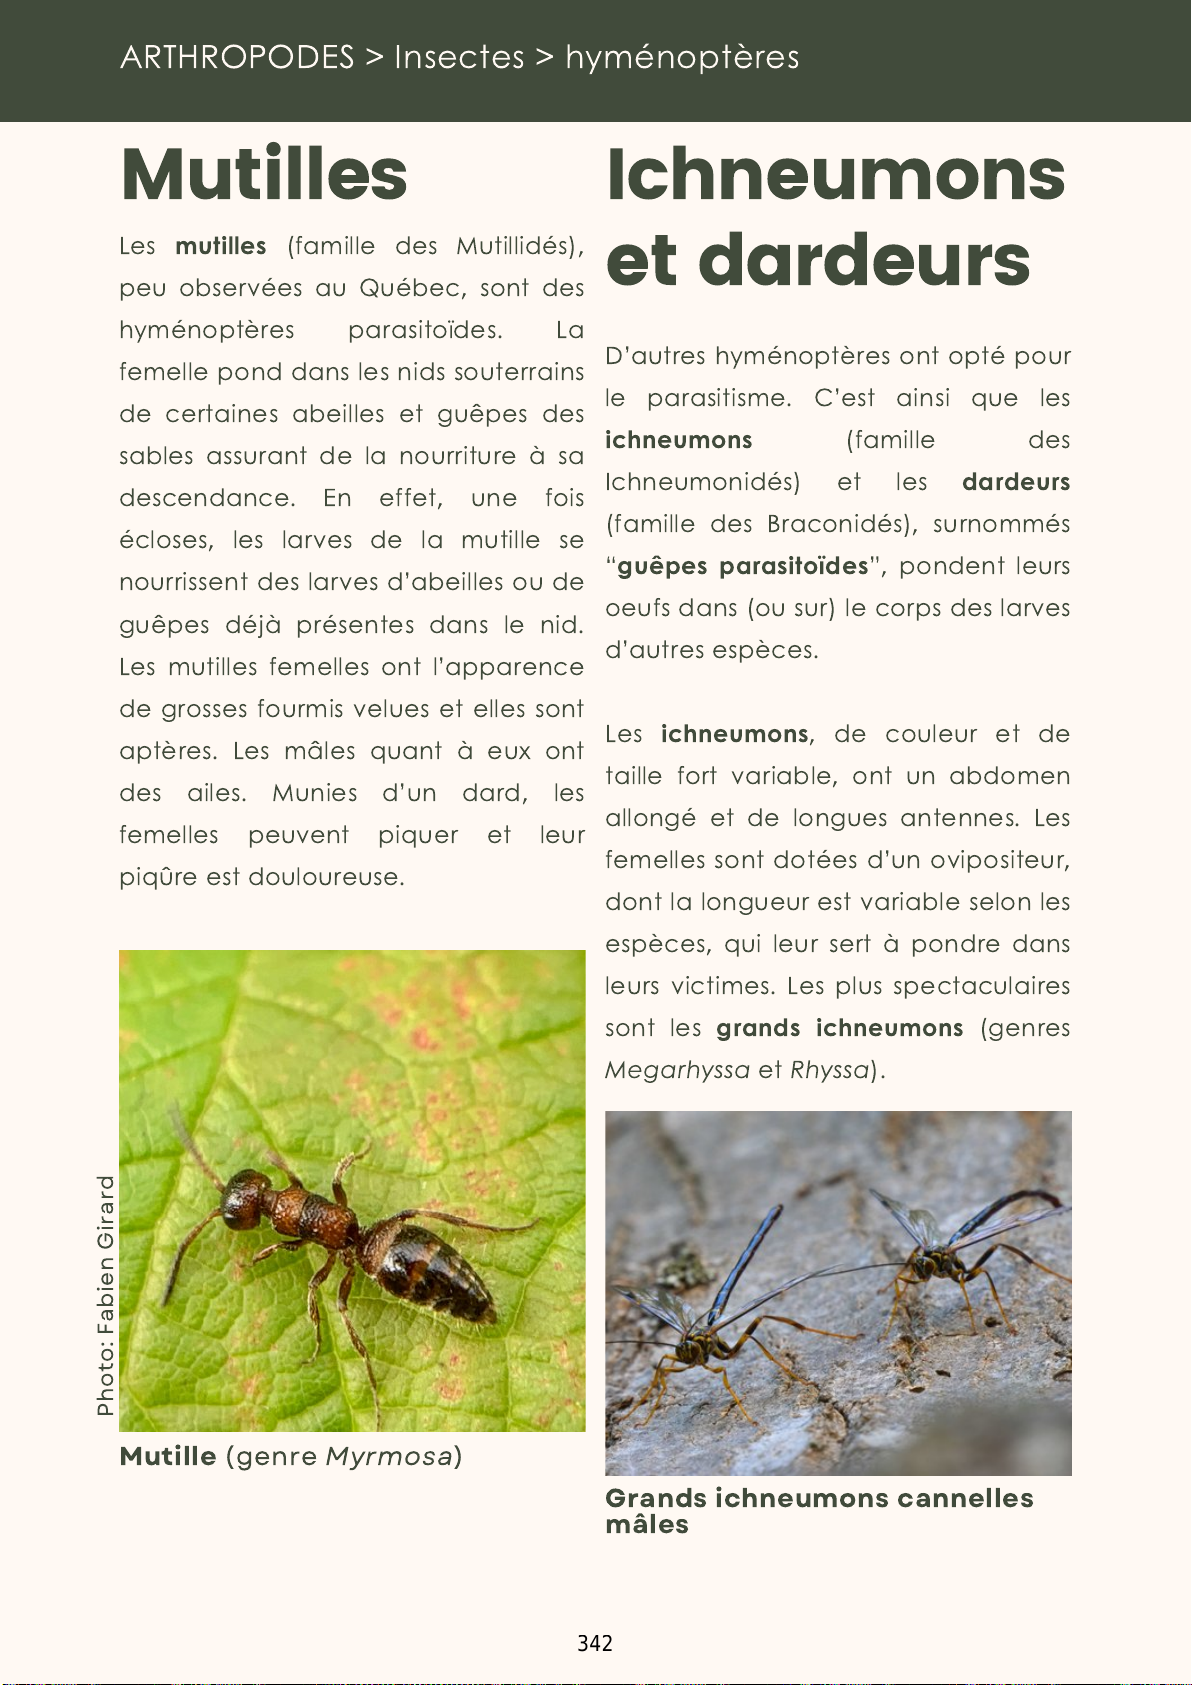 ARTHROPODES > Insectes > hyménoptères
Mutilles
Les mutilles (famille des Mutillidés),
peu observées au Québec, sont des
hyménoptères parasitoïdes. La
femelle pond dans les nids souterrains
de certaines abeilles et guêpes des
sables assurant de la nourriture à sa
descendance. En effet, une fois
écloses, les larves de la mutille se
nourrissent des larves d'abeilles ou de
guêpes déjà présentes dans le nid.
Les mutilles femelles ont l'apparence
de grosses fourmis velues et elles sont
aptères. Les mâles quant à eux ont
des ailes. Munies d'un dard, les
femelles peuvent piquer et leur
piqûre est douloureuse.
Photo: Fabien Girard
Mutille (genre Myrmosa)
Ichneumons
et dardeurs
D'autres hyménoptères ont opté pour
le parasitisme. C'est ainsi que les
ichneumons (famille des
Ichneumonidés) et les dardeurs
(famille des Braconidés), surnommés
“guêpes parasitoïdes”, pondent leurs
oeufs dans (ou sur) le corps des larves
d'autres espèces.
Les ichneumons, de couleur et de
taille fort variable, ont un abdomen
allongé et de longues antennes. Les
femelles sont dotées d'un ovipositeur,
dont la longueur est variable selon les
espèces, qui leur sert à pondre dans
leurs victimes. Les plus spectaculaires
sont les grands ichneumons (genres
Megarhyssa et Rhyssa).
Grands ichneumons cannelles
mâles
342